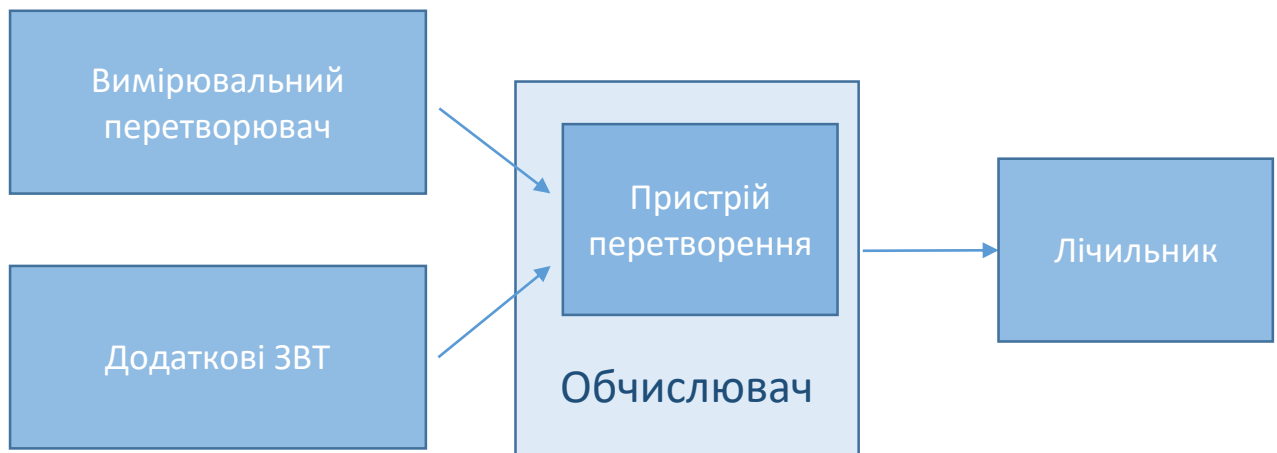 Вимірювальний
перетворювач
Пристрій
перетворення
Лічильник
Додаткові ЗВТ
Обчислювач